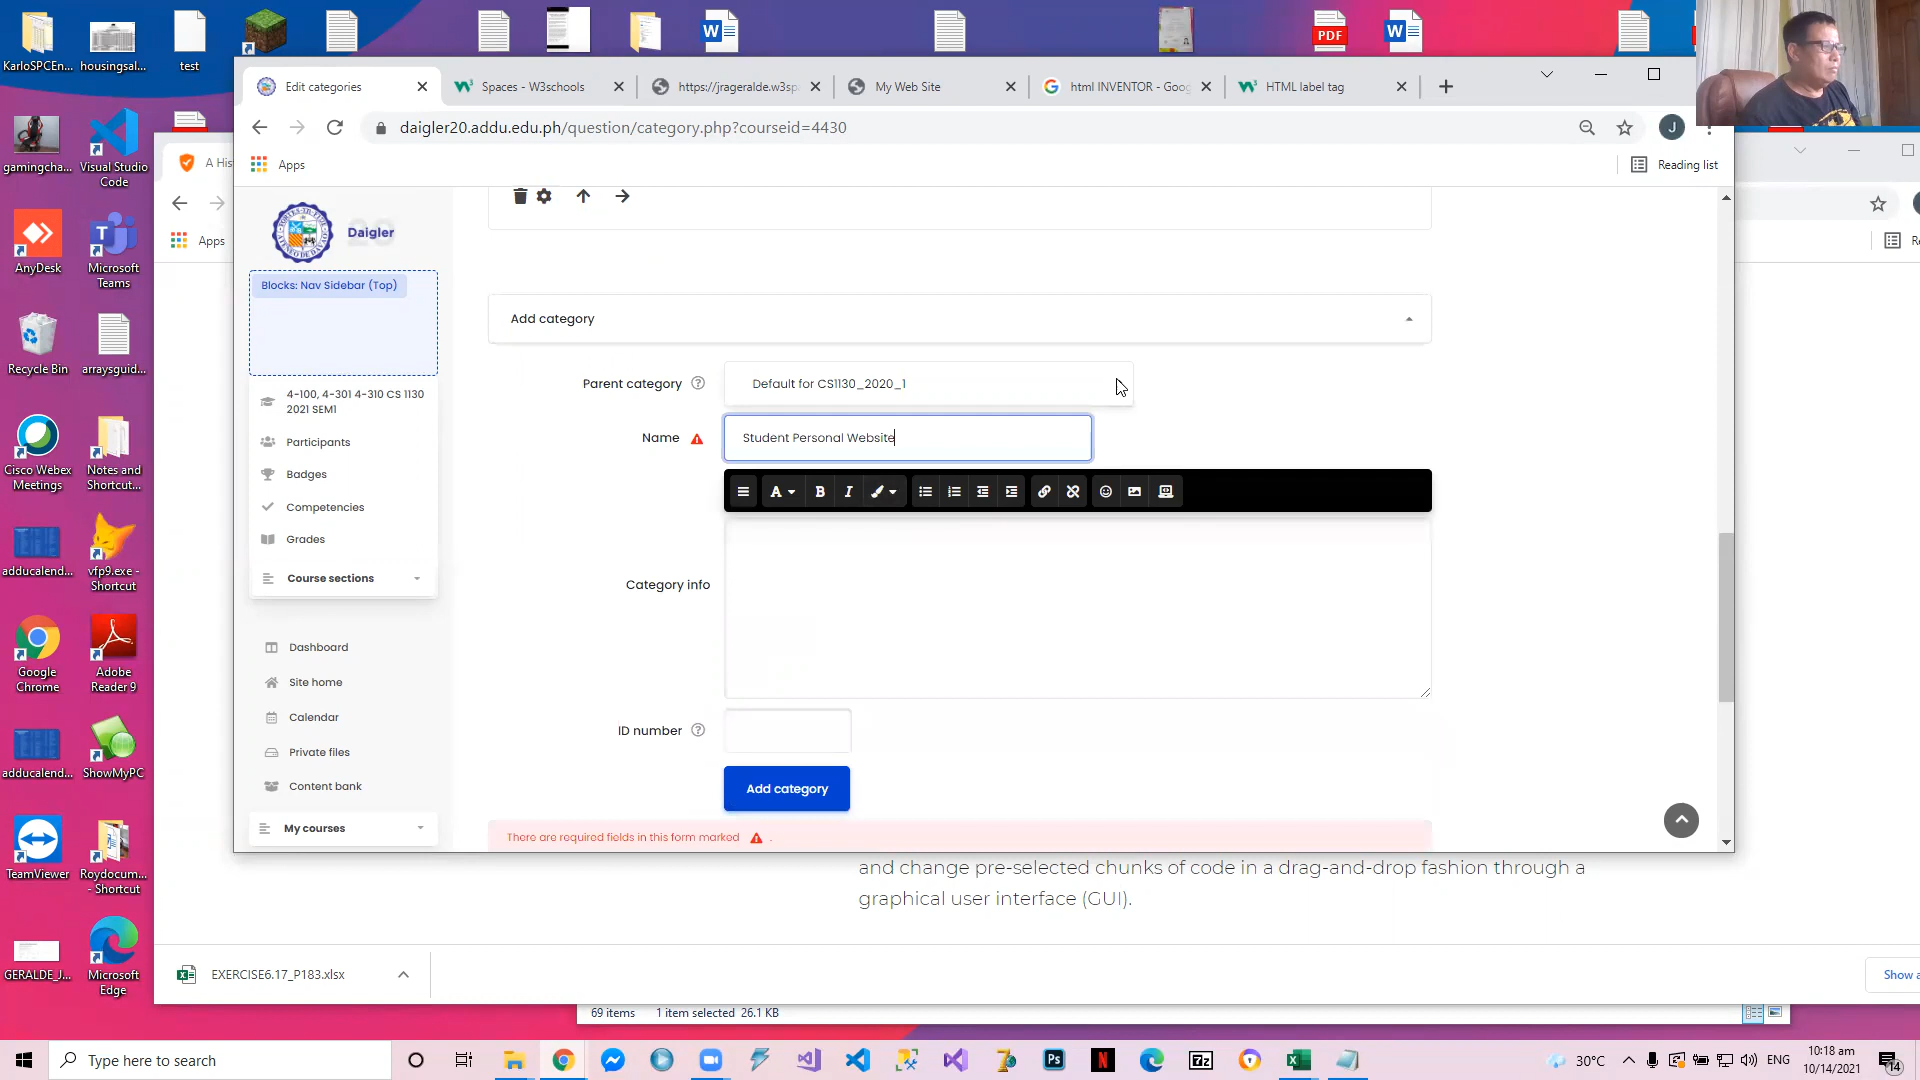 KarloSPCEn...
housingsal...
test
Edit categories
Spaces - W3schools
https://jrageralde.w3sp
My Web Site
html INVENTOR - Goog
HTML label tag
daigler20.addu.edu.ph/question/category.php?courseid=4430
J
Apps
Reading list
gamingcha...
Visual Studio Code
A His
Apps
AnyDesk
Microsoft Teams
Recycle Bin
arraysguid...
Cisco Webex Meetings
Notes and Shortcut...
adducalend...
vfp9.exe - Shortcut
Google Chrome
Adobe Reader 9
adducalend...
ShowMyPC
TeamViewer
Roydocum... - Shortcut
GERALDE_J...
Microsoft Edge
PDF
Daigler
20
Blocks: Nav Sidebar (Top)
4-100, 4-301 4-310 CS 1130
2021 SEM1
Participants
Badges
Competencies
Grades
Course sections
Dashboard
Site home
Calendar
Private files
Content bank
My courses
Add category
Parent category
Default for CS1130_2020_1
Name
Student Personal Website
Category info
ID number
Add category
There are required fields in this form marked .
and change pre-selected chunks of code in a drag-and-drop fashion through a
graphical user interface (GUI).
EXERCISE6.17_P183.xlsx
Show a
69 items 1 item selected 26.1 KB
Type here to search
30°C
ENG
10:18 am
10/14/2021
14